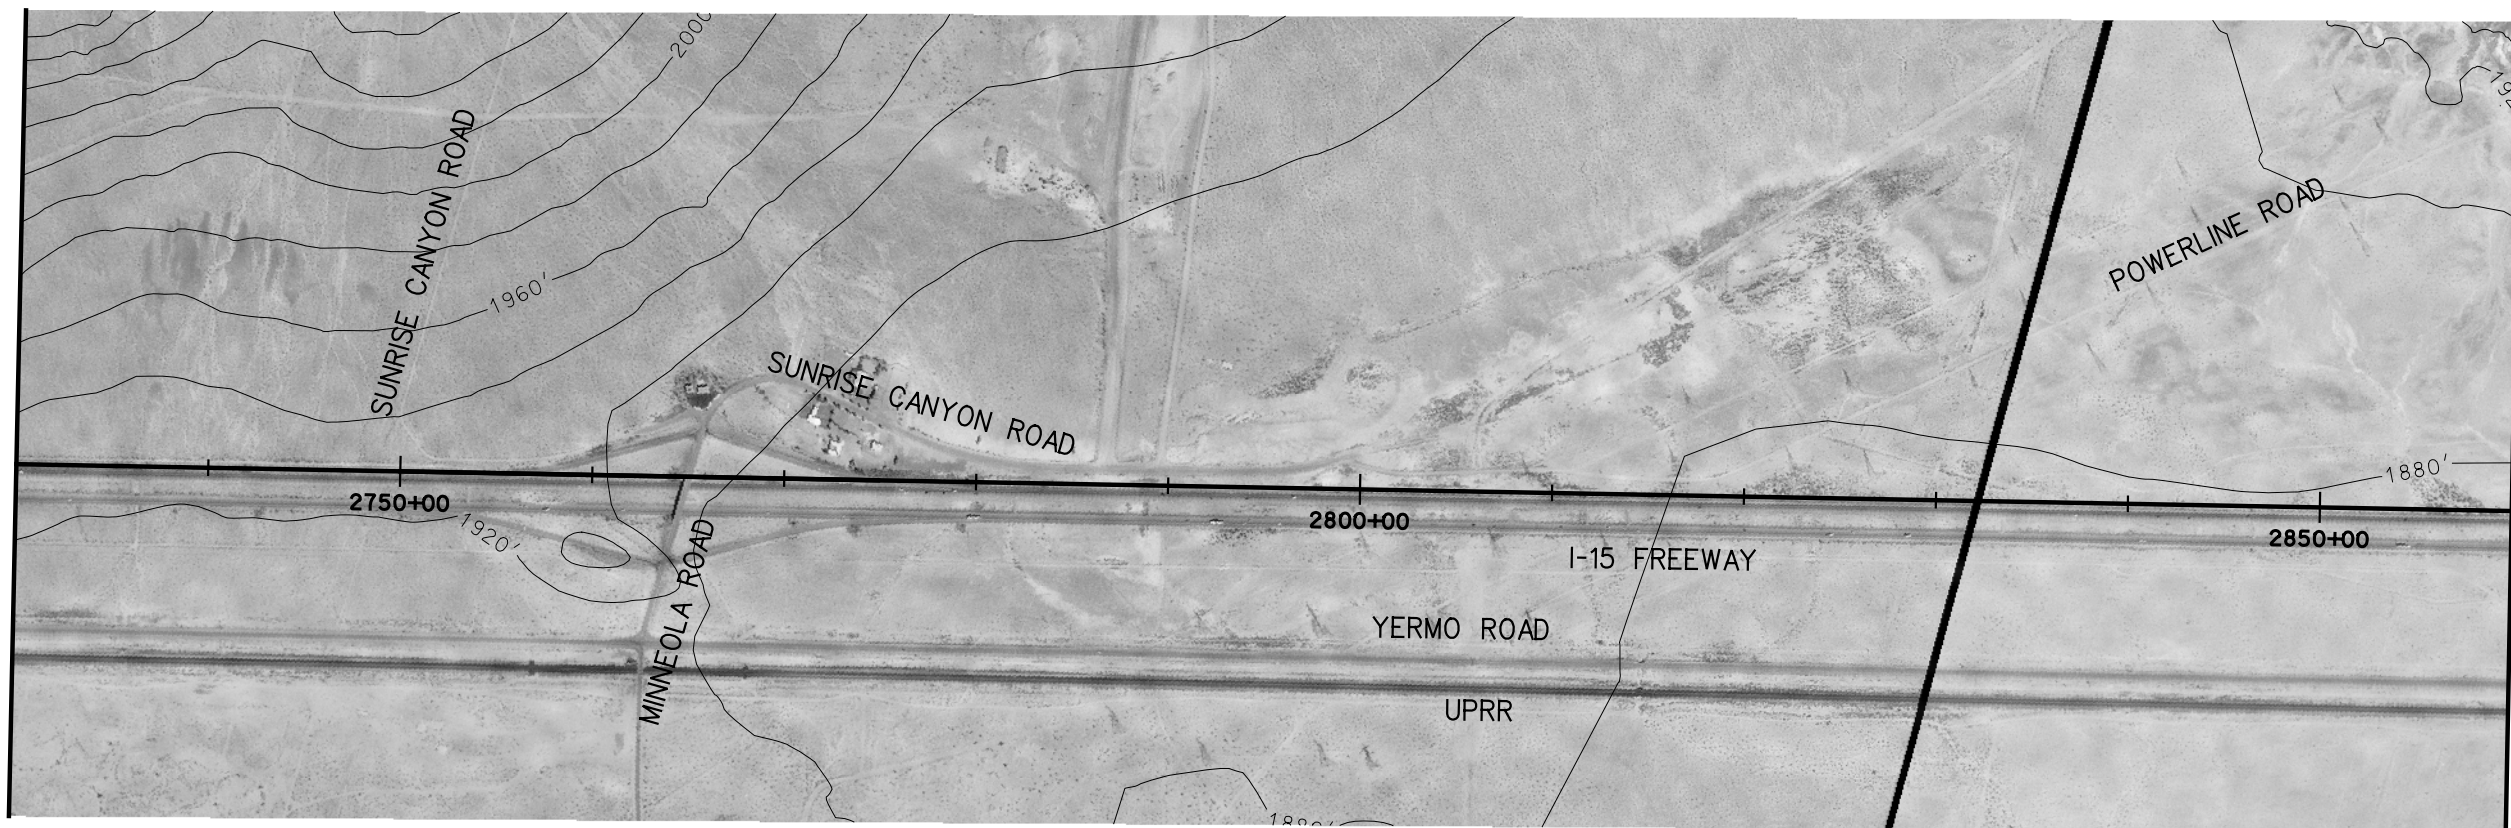 2000
SUNRISE CANYON ROAD
POWERLINE ROAD
1960'
SUNRISE CANYON ROAD
1880'
2750+00
2800+00
2850+00
1920'
I-15 FREEWAY
MINNEOLA ROAD
YERMO ROAD
UPRR